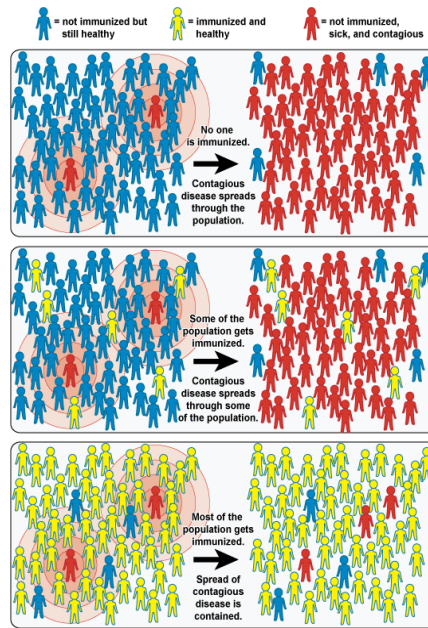 = not immunized but
still healthy
= immunized and
healthy
= not immunized,
sick, and contagious
No one
is immunized.
Contagious
disease spreads
through the
population.
Some of the
population gets
immunized.
Contagious
disease spreads
through some
of the population.
Most of the
population gets
immunized.
Spread of
contagious
disease is
contained.